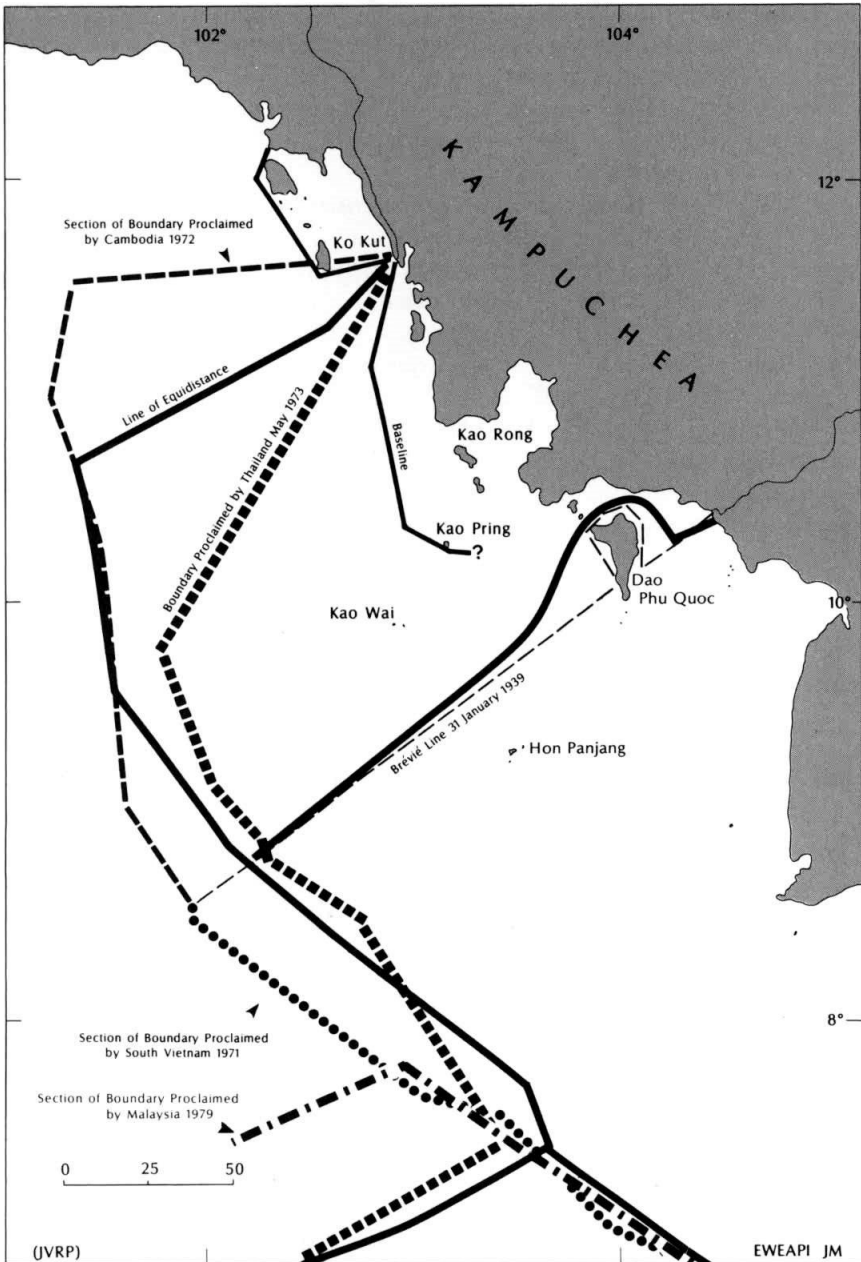 102°
104°
KAMPUCHEA
12°
Section of Boundary Proclaimed
by Cambodia 1972
Ko Kut
Line of Equidistance
Boundary Proclaimed by Thailand May 1973
Baseline
Kao Rong
Kao Pring
?
Dao
Phu Quoc
10°
Kao Wai
Brévié Line 31 January 1939
Hon Panjang
8°
Section of Boundary Proclaimed
by South Vietnam 1971
Section of Boundary Proclaimed
by Malaysia 1979
0 25 50
(JVRP)
EWEAPI JM